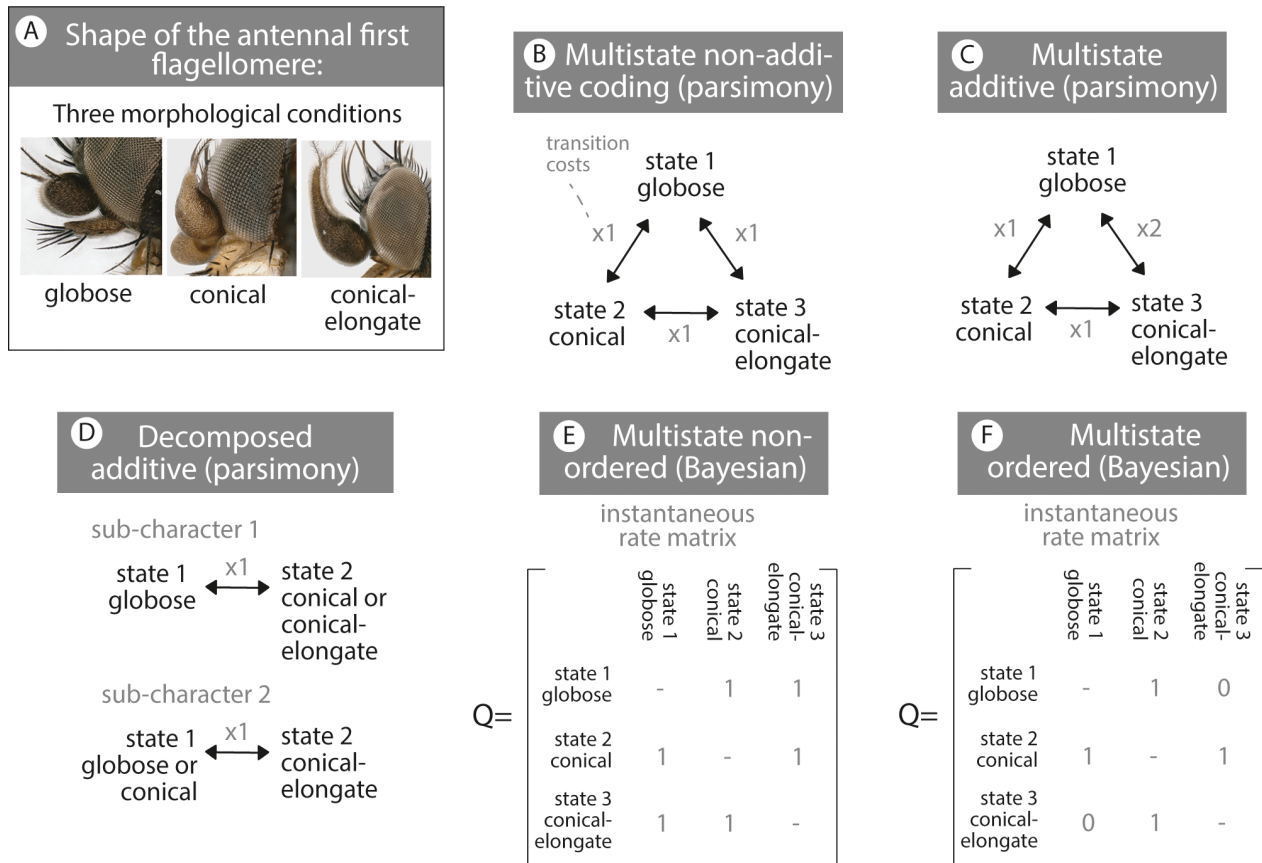 A Shape of the antennal first
flagellomere:
Three morphological conditions
globose
conical
conical-
elongate
B Multistate non-addi-
tive coding (parsimony)
transition
costs
state 1
globose
x1
x1
state 2
conical
x1
state 3
conical-
elongate
C Multistate
additive (parsimony)
state 1
globose
x1
x2
state 2
conical
x1
state 3
conical-
elongate
D Decomposed
additive (parsimony)
sub-character 1
state 1
globose
x1
state 2
conical or
conical-
elongate
sub-character 2
state 1
globose or
conical
x1
state 2
conical-
elongate
E Multistate non-
ordered (Bayesian)
instantaneous
rate matrix
state 1
globose
state 2
conical
state 3
conical-
elongate
Q=
state 1
globose
- 1 1
state 2
conical
1 - 1
state 3
conical-
elongate
1 1 -
F Multistate
ordered (Bayesian)
instantaneous
rate matrix
state 1
globose
state 2
conical
state 3
conical-
elongate
Q=
state 1
globose
- 1 0
state 2
conical
1 - 1
state 3
conical-
elongate
0 1 -